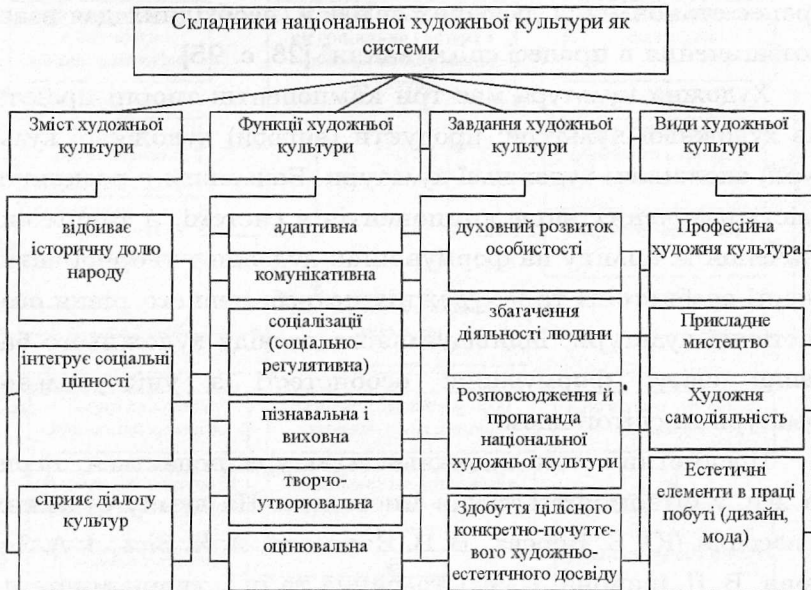 Складники національної художньої культури як
системи
Зміст художньої
культури
Функції художньої
культури
Завдання художньої
культури
Види художньої
культури
відбиває
історичну долю
народу
інтегрує соціальні
цінності
сприяє діалогу
культур
адаптивна
комунікативна
соціалізації
(соціально-
регулятивна)
пізнавальна і
виховна
творчо-
утворювальна
оцінювальна
духовний розвиток
особистості
збагачення
діяльності людини
Розповсюдження й
пропаганда
національної
художньої культури
Здобуття цілісного
конкретно-почутте-
вого художньо-
естетичного досвіду
Професійна
художня культура
Прикладне
мистецтво
Художня
самодіяльність
Естетичні
елементи в праці
побуті (дизайн,
мода)